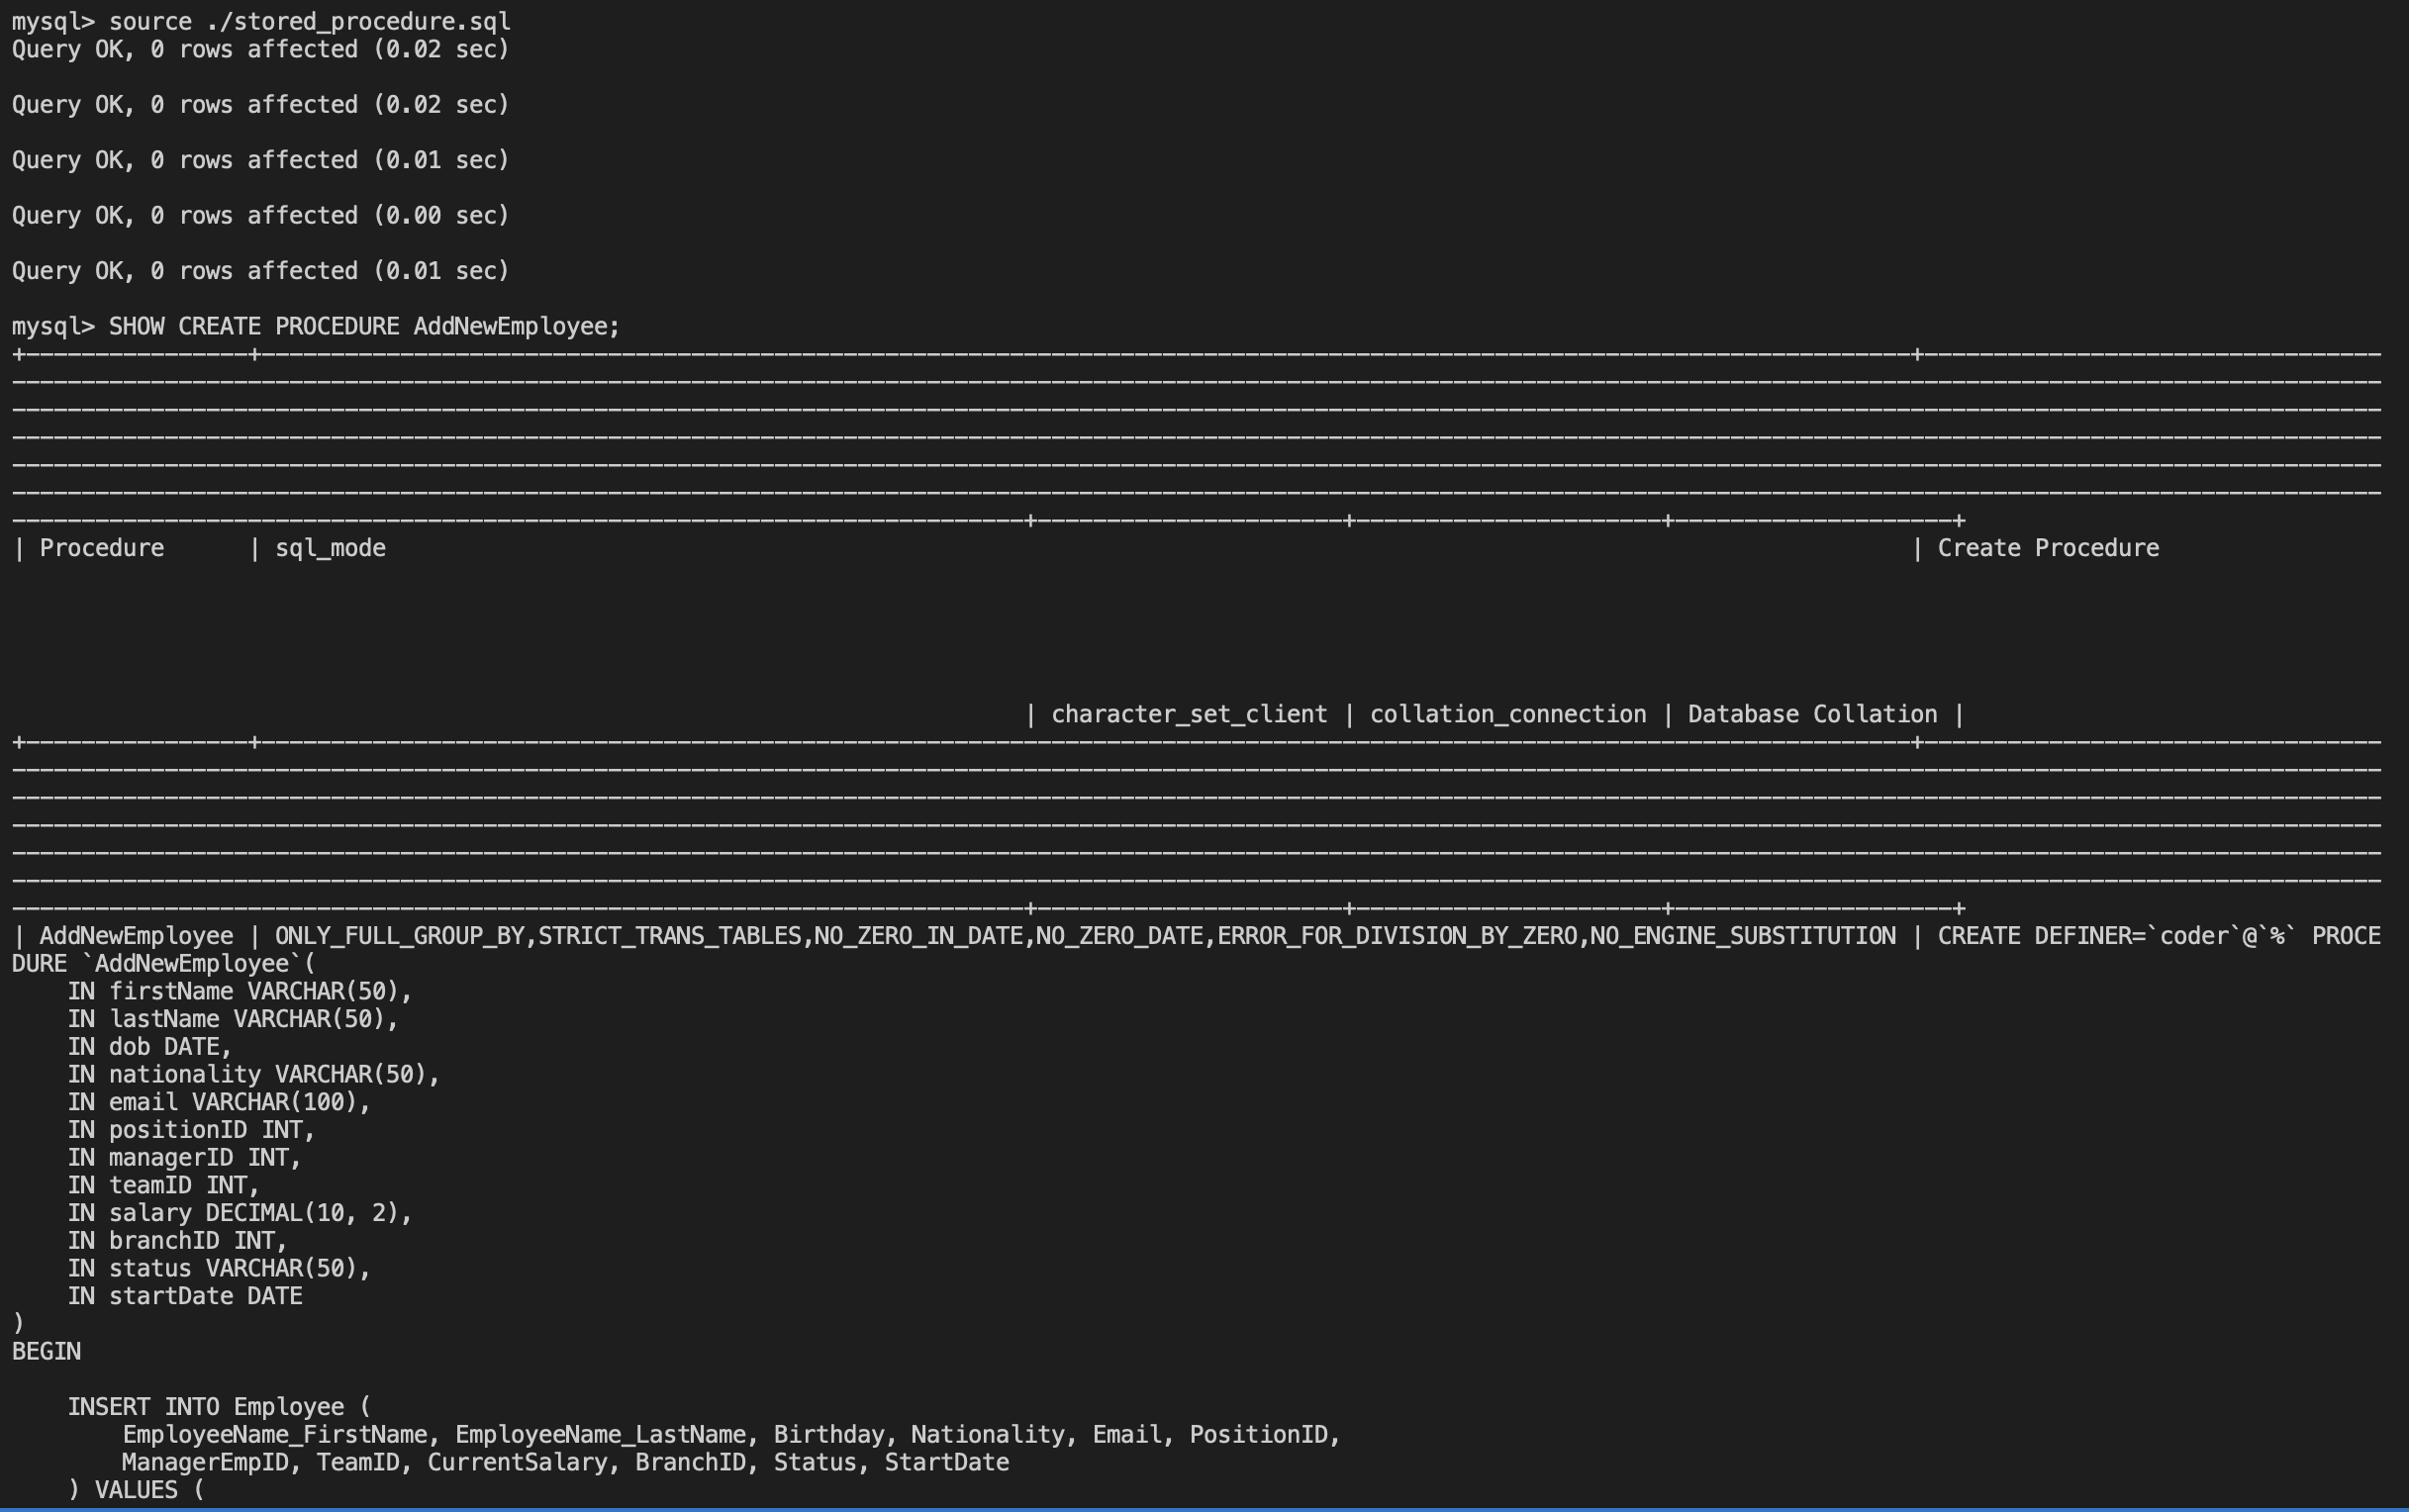 mysql> source ./stored_procedure.sql
Query OK, 0 rows affected (0.02 sec)
Query OK, 0 rows affected (0.02 sec)
Query OK, 0 rows affected (0.01 sec)
Query OK, 0 rows affected (0.00 sec)
Query OK, 0 rows affected (0.01 sec)
mysql> SHOW CREATE PROCEDURE AddNewEmployee;
| Procedure | sql_mode | Create Procedure
| character_set_client | collation_connection | Database Collation |
| AddNewEmployee | ONLY_FULL_GROUP_BY,STRICT_TRANS_TABLES,NO_ZERO_IN_DATE,NO_ZERO_DATE,ERROR_FOR_DIVISION_BY_ZERO,NO_ENGINE_SUBSTITUTION | CREATE DEFINER=`coder`@`%` PROCE
DURE `AddNewEmployee`(
    IN firstName VARCHAR(50),
    IN lastName VARCHAR(50),
    IN dob DATE,
    IN nationality VARCHAR(50),
    IN email VARCHAR(100),
    IN positionID INT,
    IN managerID INT,
    IN teamID INT,
    IN salary DECIMAL(10, 2),
    IN branchID INT,
    IN status VARCHAR(50),
    IN startDate DATE
)
BEGIN
    INSERT INTO Employee (
        EmployeeName_FirstName, EmployeeName_LastName, Birthday, Nationality, Email, PositionID,
        ManagerEmpID, TeamID, CurrentSalary, BranchID, Status, StartDate
    ) VALUES (